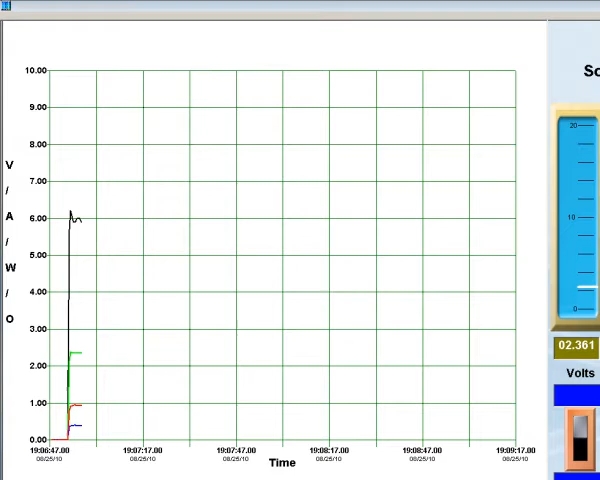 So
10.00
9.00
8.00
7.00
6.00
5.00
4.00
3.00
2.00
1.00
0.00
V
/
A
/
W
/
O
19:06:47.00 19:07:17.00 19:07:47.00 19:08:17.00 19:08:47.00 19:09:17.00
08/25/10 08/25/10 08/25/10 08/25/10 08/25/10 08/25/10
Time
20
10
0
02.361
Volts